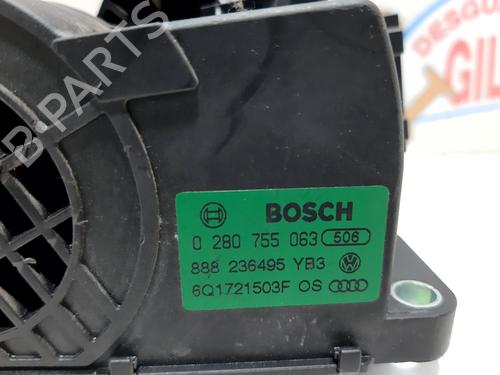 B-PARTS
DESGU
GIL
BOSCH
0 280 755 063 506
888 236495 YB3
6Q1721503F OS